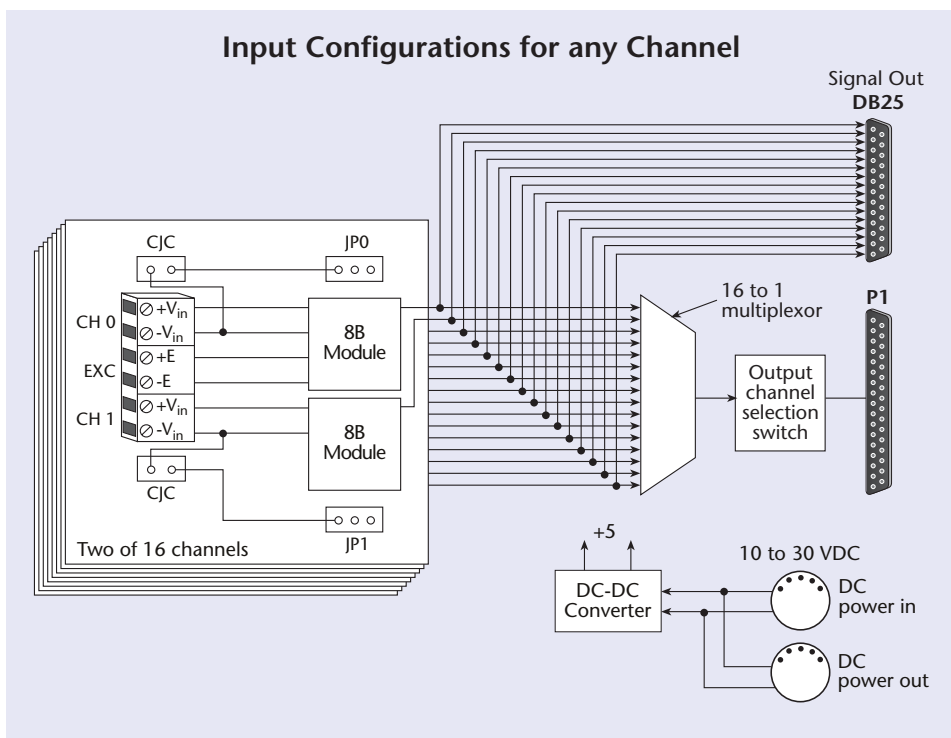 Input Configurations for any Channel
Signal Out
DB25
CJC
JP0
CH 0
+Vin
-Vin
EXC
+E
-E
CH 1
+Vin
-Vin
8B
Module
8B
Module
CJC
JP1
Two of 16 channels
16 to 1
multiplexor
P1
Output
channel
selection
switch
+5
DC-DC
Converter
10 to 30 VDC
DC
power in
DC
power out